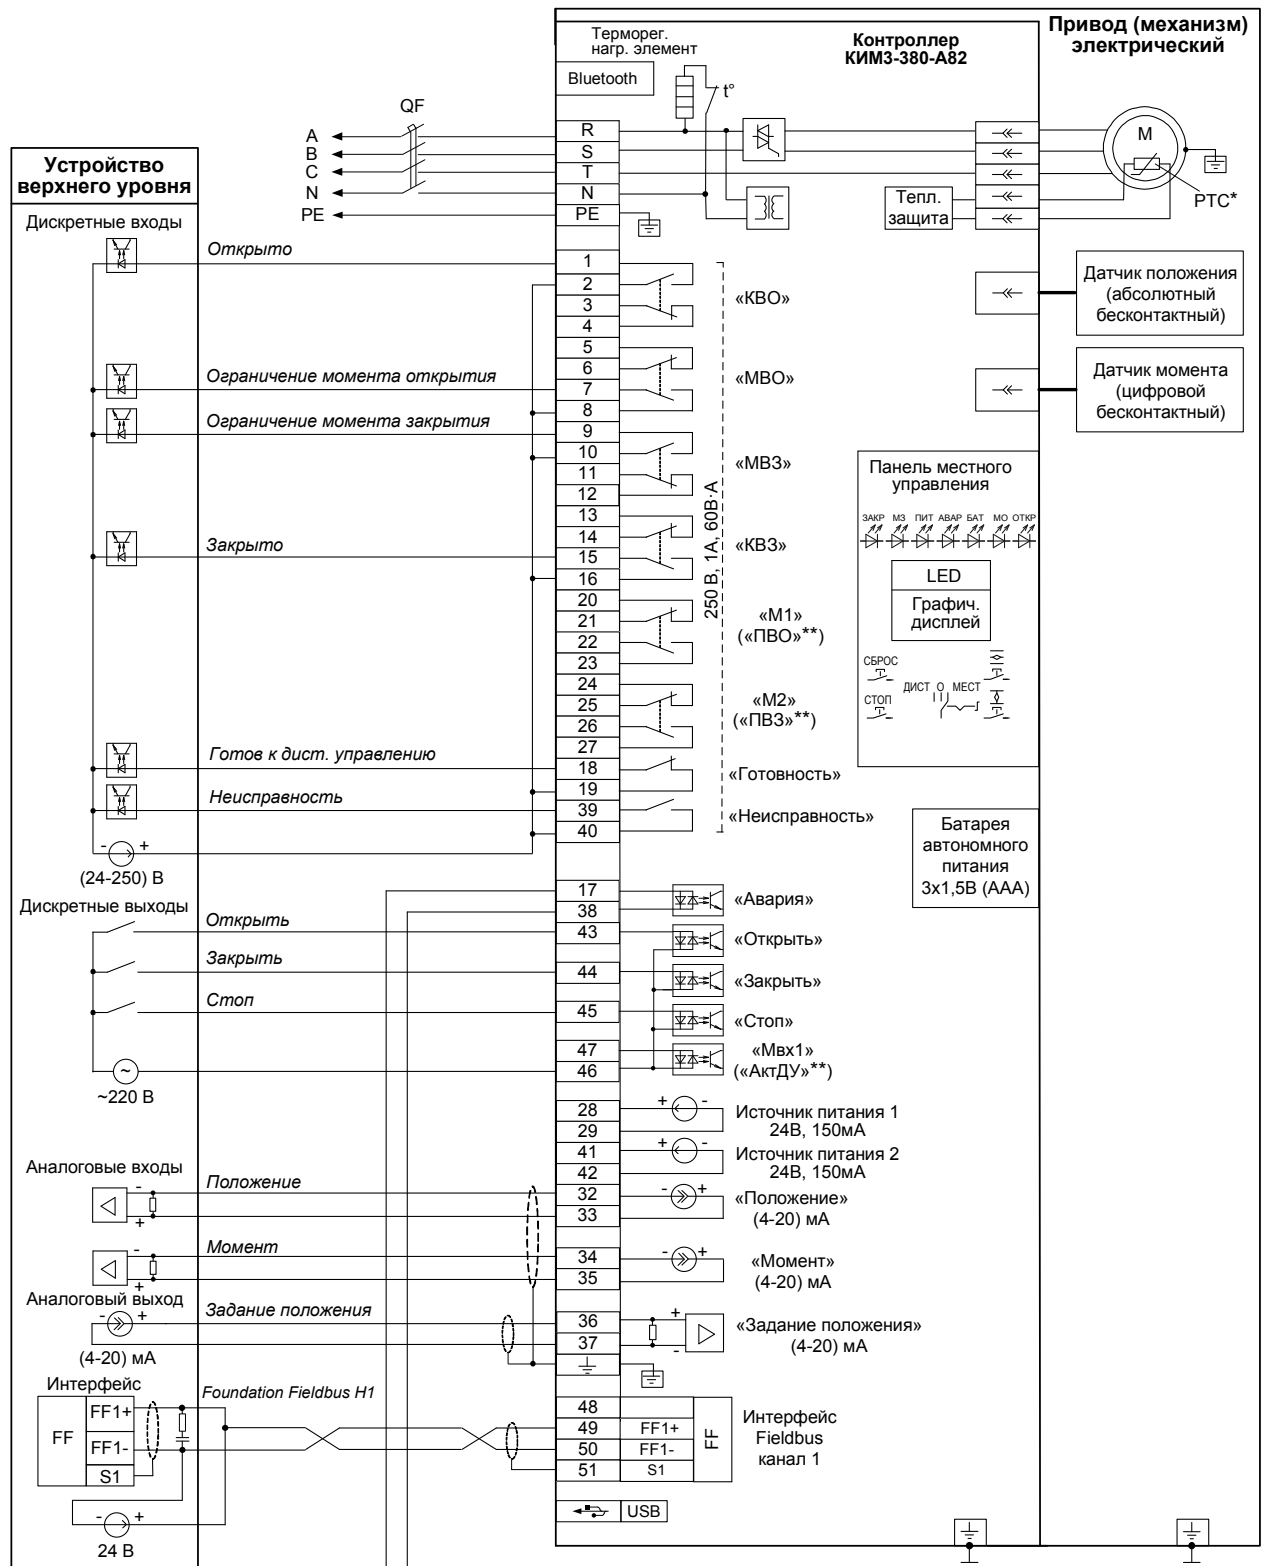 Терморег.
нагр. элемент
Bluetooth
t°
Контроллер
КИМ3-380-А82
Привод (механизм)
электрический
QF
A
B
C
N
PE
R
S
T
N
PE
M
PTC*
Тепл.
защита
Устройство
верхнего уровня
Дискретные входы
Открыто
Ограничение момента открытия
Ограничение момента закрытия
Закрыто
Готов к дист. управлению
Неисправность
- +
(24-250) В
1
2
3
4
5
6
7
8
9
10
11
12
13
14
15
16
20
21
22
23
24
25
26
27
18
19
39
40
«КВО»
«МВО»
«МВЗ»
«КВЗ»
«М1»
(«ПВО»**)
«М2»
(«ПВЗ»**)
«Готовность»
«Неисправность»
250 В, 1А, 60В·А
Датчик положения
(абсолютный
бесконтактный)
Датчик момента
(цифровой
бесконтактный)
Панель местного
управления
ЗАКР МЗ ПИТ АВАР БАТ МО ОТКР
LED
Графич.
дисплей
СБРОС
СТОП
ДИСТ О МЕСТ
Батарея
автономного
питания
3x1,5В (ААА)
Дискретные выходы
Открыть
Закрыть
Стоп
~
~220 В
17
38
43
44
45
47
46
«Авария»
«Открыть»
«Закрыть»
«Стоп»
«Мвх1»
(«АктДУ»**)
28
29
41
42
+ -
Источник питания 1
24В, 150мА
+ -
Источник питания 2
24В, 150мА
Аналоговые входы
-
+
Положение
32
33
- +
«Положение»
(4-20) мА
-
+
Момент
34
35
- +
«Момент»
(4-20) мА
Аналоговый выход
- +
(4-20) мА
Задание положения
36
37
+
-
«Задание положения»
(4-20) мА
Интерфейс
FF
FF1+
FF1-
S1
- +
24 В
Foundation Fieldbus H1
48
49 FF1+
50 FF1-
51 S1
FF
Интерфейс
Fieldbus
канал 1
USB